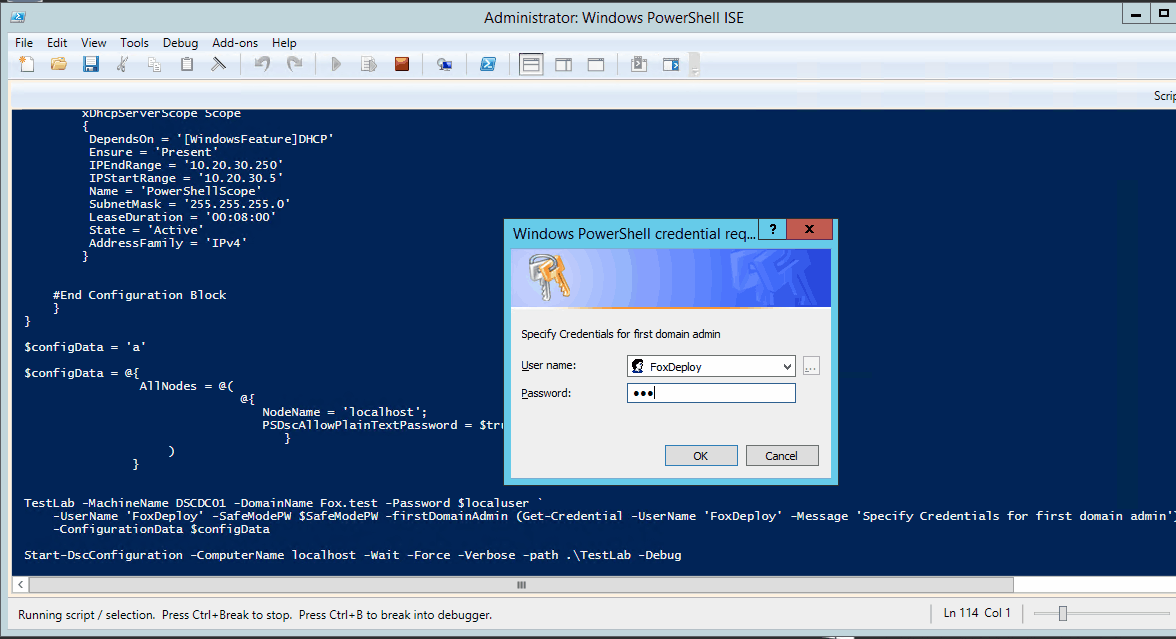 Administrator: Windows PowerShell ISE
File Edit View Tools Debug Add-ons Help
xDhcpServerScope Scope
{
DependsOn = '[WindowsFeature]DHCP'
Ensure = 'Present'
IPEndRange = '10.20.30.250'
IPStartRange = '10.20.30.5'
Name = 'PowerShellScope'
SubnetMask = '255.255.255.0'
LeaseDuration = '00:08:00'
State = 'Active'
AddressFamily = 'IPv4'
}
#End Configuration Block
}
}
$configData = 'a'
$configData = @{
AllNodes = @(
@{
NodeName = 'localhost';
PSDscAllowPlainTextPassword = $tru
}
)
}
TestLab -MachineName DSCDC01 -DomainName Fox.test -Password $localuser `
-UserName 'FoxDeploy' -SafeModePW $SafeModePW -firstDomainAdmin (Get-Credential -UserName 'FoxDeploy' -Message 'Specify Credentials for first domain admin')
-ConfigurationData $configData
Start-DscConfiguration -ComputerName localhost -Wait -Force -Verbose -path .\TestLab -Debug
Windows PowerShell credential req... ? x
Specify Credentials for first domain admin
User name: FoxDeploy ...
Password: •••
OK Cancel
Running script / selection. Press Ctrl+Break to stop. Press Ctrl+B to break into debugger. Ln 114 Col 1